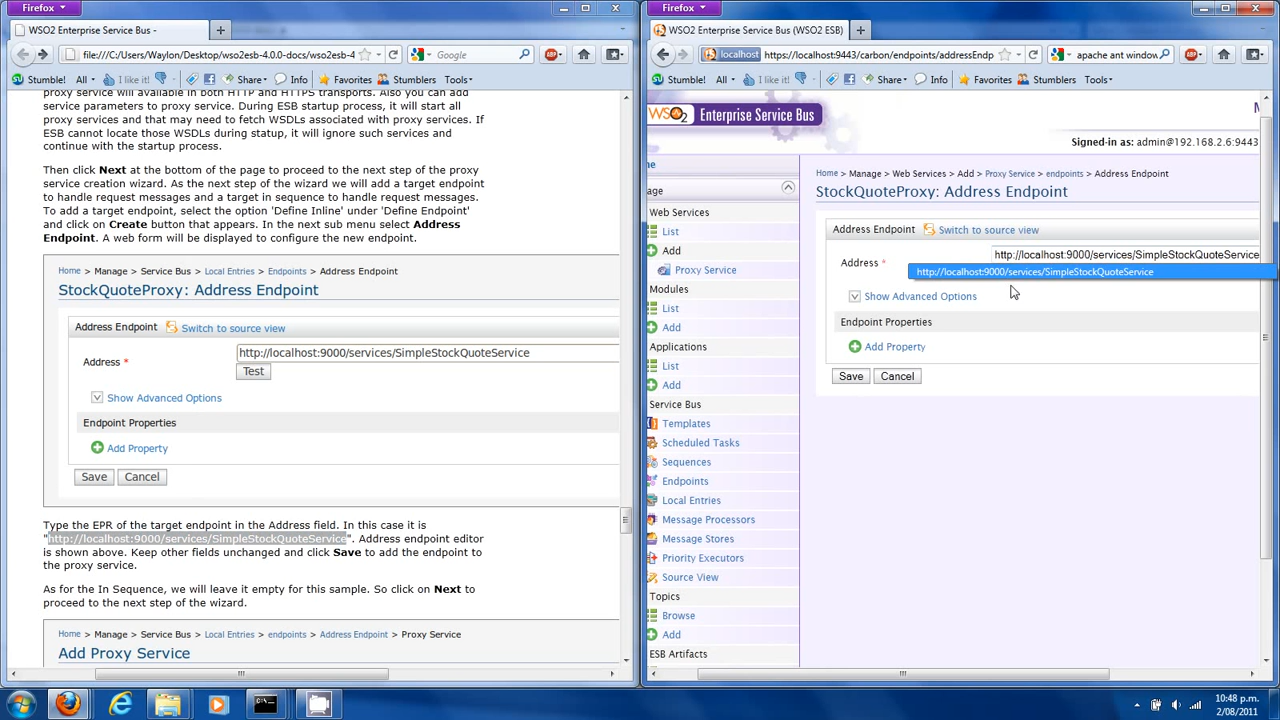 Firefox
WSO2 Enterprise Service Bus -
file:///C:/Users/Waylon/Desktop/wso2esb-4.0.0-docs/wso2esb-4
Google
Stumble! All I like it! Share Info Favorites Stumblers Tools
proxy service will available in both HTTP and HTTPS transports. Also you can add
service parameters to proxy service. During ESB startup process, it will start all
proxy services and that may need to fetch WSDLs associated with proxy services. If
ESB cannot locate those WSDLs during statup, it will ignore such services and
continue with the startup process.
Then click Next at the bottom of the page to proceed to the next step of the proxy
service creation wizard. As the next step of the wizard we will add a target endpoint
to handle request messages and a target in sequence to handle request messages.
To add a target endpoint, select the option 'Define Inline' under 'Define Endpoint'
and click on Create button that appears. In the next sub menu select Address
Endpoint. A web form will be displayed to configure the new endpoint.
Home > Manage > Service Bus > Local Entries > Endpoints > Address Endpoint
StockQuoteProxy: Address Endpoint
Address Endpoint Switch to source view
Address * http://localhost:9000/services/SimpleStockQuoteService
Test
Show Advanced Options
Endpoint Properties
Add Property
Save Cancel
Type the EPR of the target endpoint in the Address field. In this case it is
"http://localhost:9000/services/SimpleStockQuoteService". Address endpoint editor
is shown above. Keep other fields unchanged and click Save to add the endpoint to
the proxy service.
As for the In Sequence, we will leave it empty for this sample. So click on Next to
proceed to the next step of the wizard.
Home > Manage > Service Bus > Local Entries > endpoints > Address Endpoint > Proxy Service
Add Proxy Service
Firefox
WSO2 Enterprise Service Bus (WSO2 ESB)
localhost https://localhost:9443/carbon/endpoints/addressEndp
apache ant window
Stumble! All I like it! Share Info Favorites Stumblers Tools
WSO2 Enterprise Service Bus
M
Signed-in as: admin@192.168.2.6:9443
me
age
Web Services
List
Add
Proxy Service
Modules
List
Add
Applications
List
Add
Service Bus
Templates
Scheduled Tasks
Sequences
Endpoints
Local Entries
Message Processors
Message Stores
Priority Executors
Source View
Topics
Browse
Add
ESB Artifacts
Home > Manage > Web Services > Add > Proxy Service > endpoints > Address Endpoint
StockQuoteProxy: Address Endpoint
Address Endpoint Switch to source view
Address * http://localhost:9000/services/SimpleStockQuoteService
http://localhost:9000/services/SimpleStockQuoteService
Show Advanced Options
Endpoint Properties
Add Property
Save Cancel
10:48 p.m.
2/08/2011